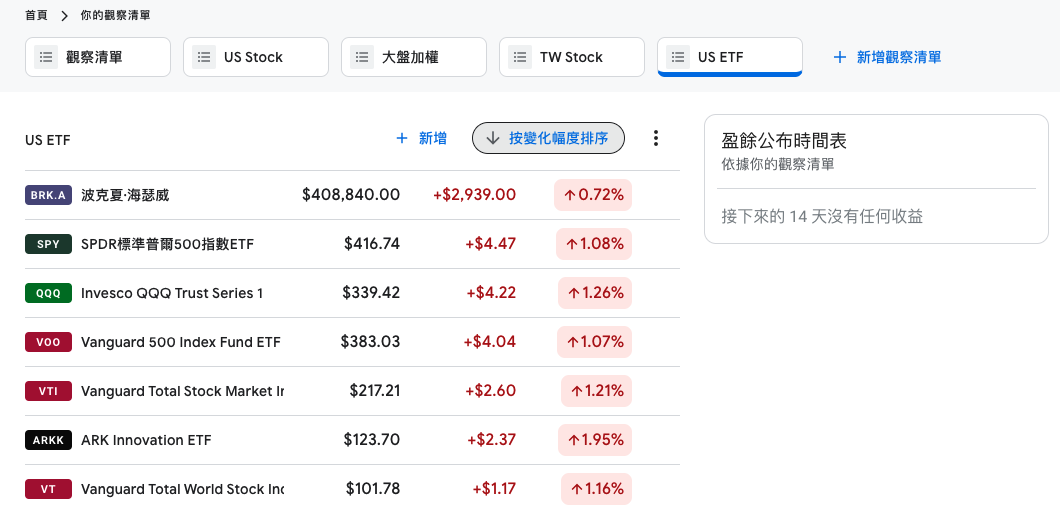 首頁 > 你的觀察清單
觀察清單 US Stock 大盤加權 TW Stock US ETF + 新增觀察清單
US ETF + 新增 ↓ 按變化幅度排序
BRK.A 波克夏·海瑟威 $408,840.00 +$2,939.00 ↑0.72%
SPY SPDR標準普爾500指數ETF $416.74 +$4.47 ↑1.08%
QQQ Invesco QQQ Trust Series 1 $339.42 +$4.22 ↑1.26%
VOO Vanguard 500 Index Fund ETF $383.03 +$4.04 ↑1.07%
VTI Vanguard Total Stock Market Ir $217.21 +$2.60 ↑1.21%
ARKK ARK Innovation ETF $123.70 +$2.37 ↑1.95%
VT Vanguard Total World Stock Inc $101.78 +$1.17 ↑1.16%
盈餘公布時間表
依據你的觀察清單
接下來的 14 天沒有任何收益